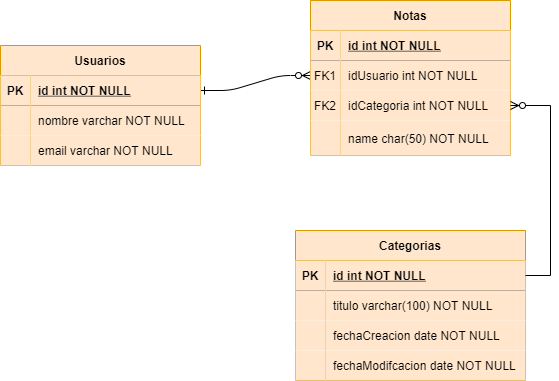 Usuarios
PK id int NOT NULL
nombre varchar NOT NULL
email varchar NOT NULL
Notas
PK id int NOT NULL
FK1 idUsuario int NOT NULL
FK2 idCategoria int NOT NULL
name char(50) NOT NULL
Categorias
PK id int NOT NULL
titulo varchar(100) NOT NULL
fechaCreacion date NOT NULL
fechaModifcacion date NOT NULL